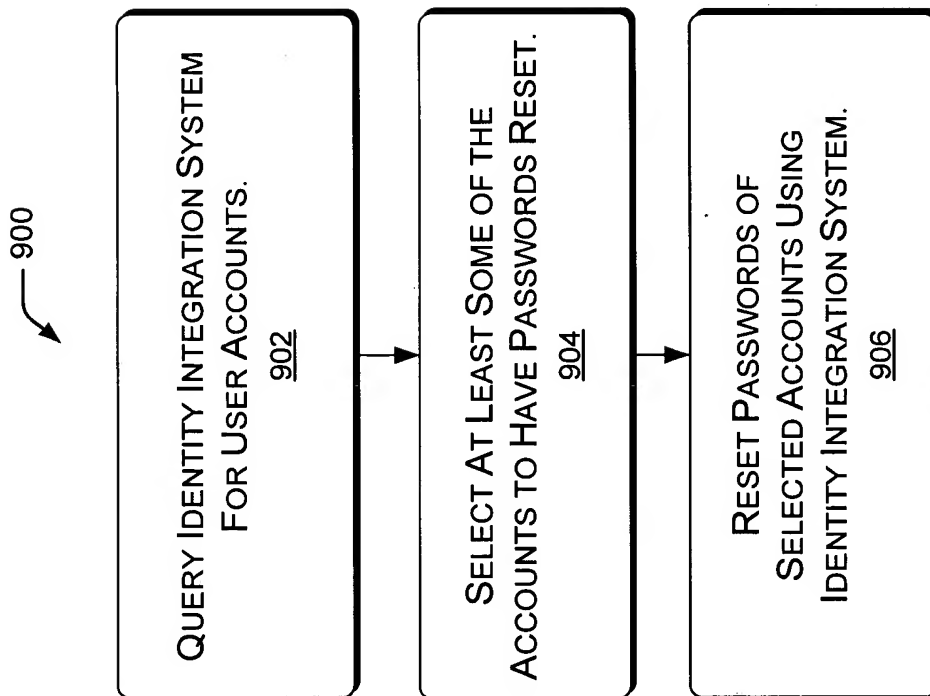 900
QUERY IDENTITY INTEGRATION SYSTEM
FOR USER ACCOUNTS.
902
SELECT AT LEAST SOME OF THE
ACCOUNTS TO HAVE PASSWORDS RESET.
904
RESET PASSWORDS OF
SELECTED ACCOUNTS USING
IDENTITY INTEGRATION SYSTEM.
906